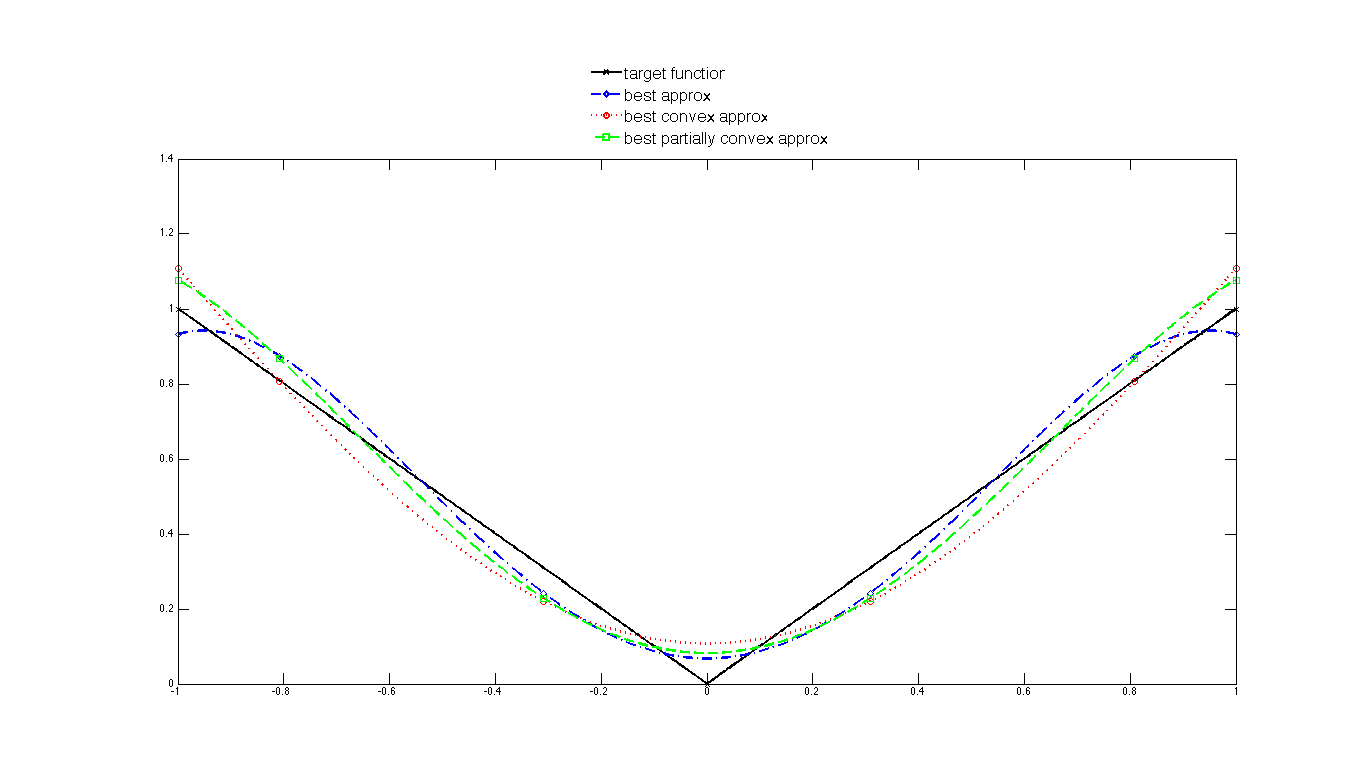 target functior
best approx
best convex approx
best partially convex approx
1.4
1.2
1
0.8
0.6
0.4
0.2
0
-1 -0.8 -0.6 -0.4 -0.2 0 0.2 0.4 0.6 0.8 1